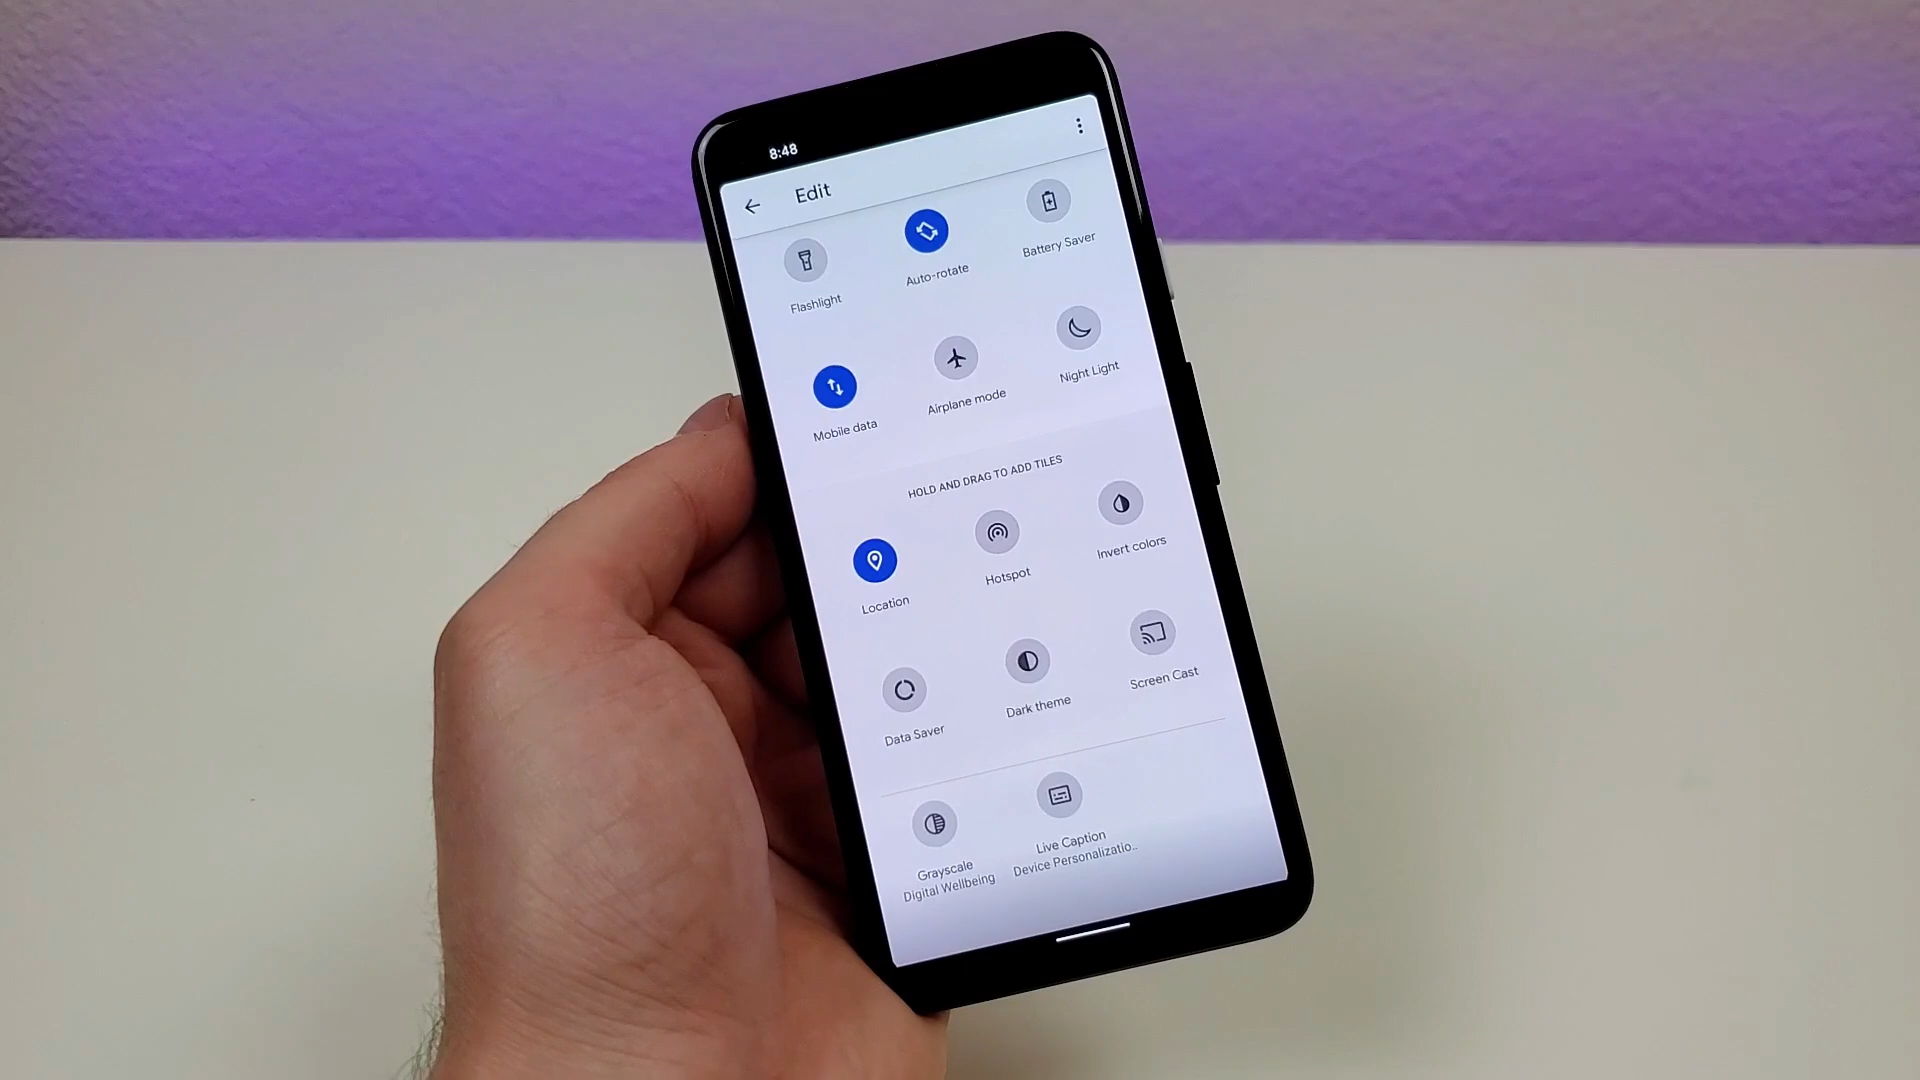 8:48
Edit
Flashlight
Auto-rotate
Battery Saver
Mobile data
Airplane mode
Night Light
HOLD AND DRAG TO ADD TILES
Location
Hotspot
Invert colors
Data Saver
Dark theme
Screen Cast
Grayscale
Digital Wellbeing
Live Caption
Device Personalizatio..